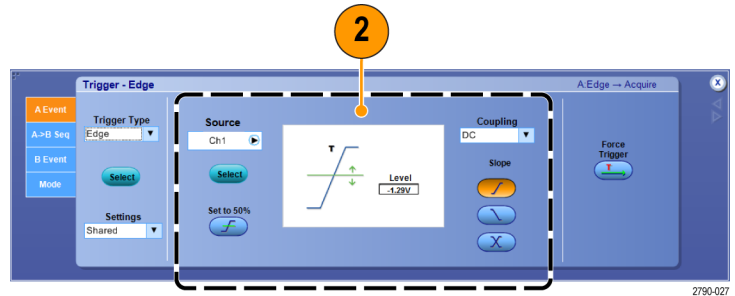 2
Trigger - Edge
A:Edge → Acquire
X
A Event
A->B Seq
B Event
Mode
Trigger Type
Edge
Select
Settings
Shared
Source
Ch1
Select
Set to 50%
T
Level
-1.29V
Coupling
DC
Slope
Force
Trigger
T
2790-027